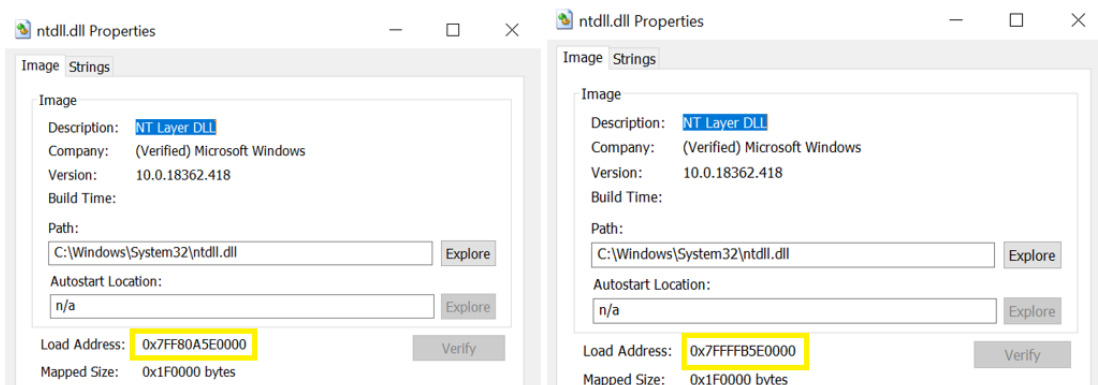 ntdll.dll Properties
Image Strings
Image
Description: NT Layer DLL
Company: (Verified) Microsoft Windows
Version: 10.0.18362.418
Build Time:
Path:
C:\Windows\System32\ntdll.dll Explore
Autostart Location:
n/a Explore
Load Address: 0x7FF80A5E0000 Verify
Mapped Size: 0x1F0000 bytes
ntdll.dll Properties
Image Strings
Image
Description: NT Layer DLL
Company: (Verified) Microsoft Windows
Version: 10.0.18362.418
Build Time:
Path:
C:\Windows\System32\ntdll.dll Explore
Autostart Location:
n/a Explore
Load Address: 0x7FFFFB5E0000 Verify
Mapped Size: 0x1F0000 bytes